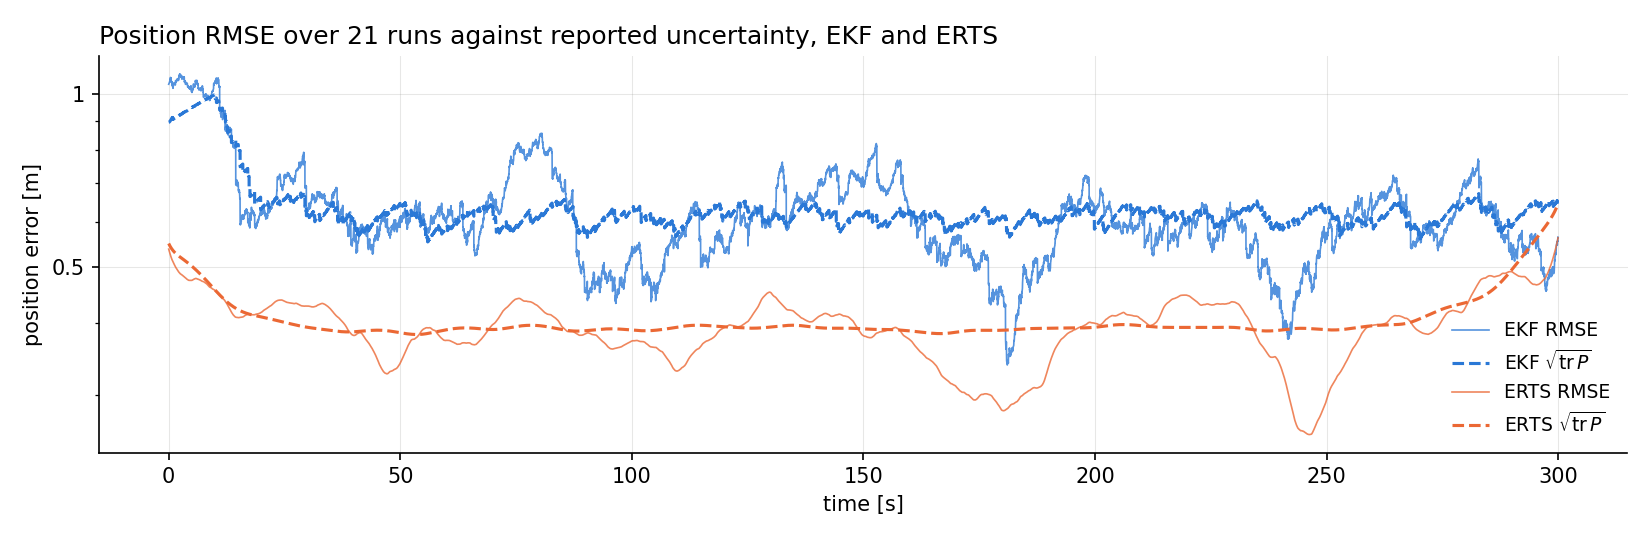 Position RMSE over 21 runs against reported uncertainty, EKF and ERTS
position error [m]
1
0.5
EKF RMSE
EKF √tr P
ERTS RMSE
ERTS √tr P
0 50 100 150 200 250 300
time [s]